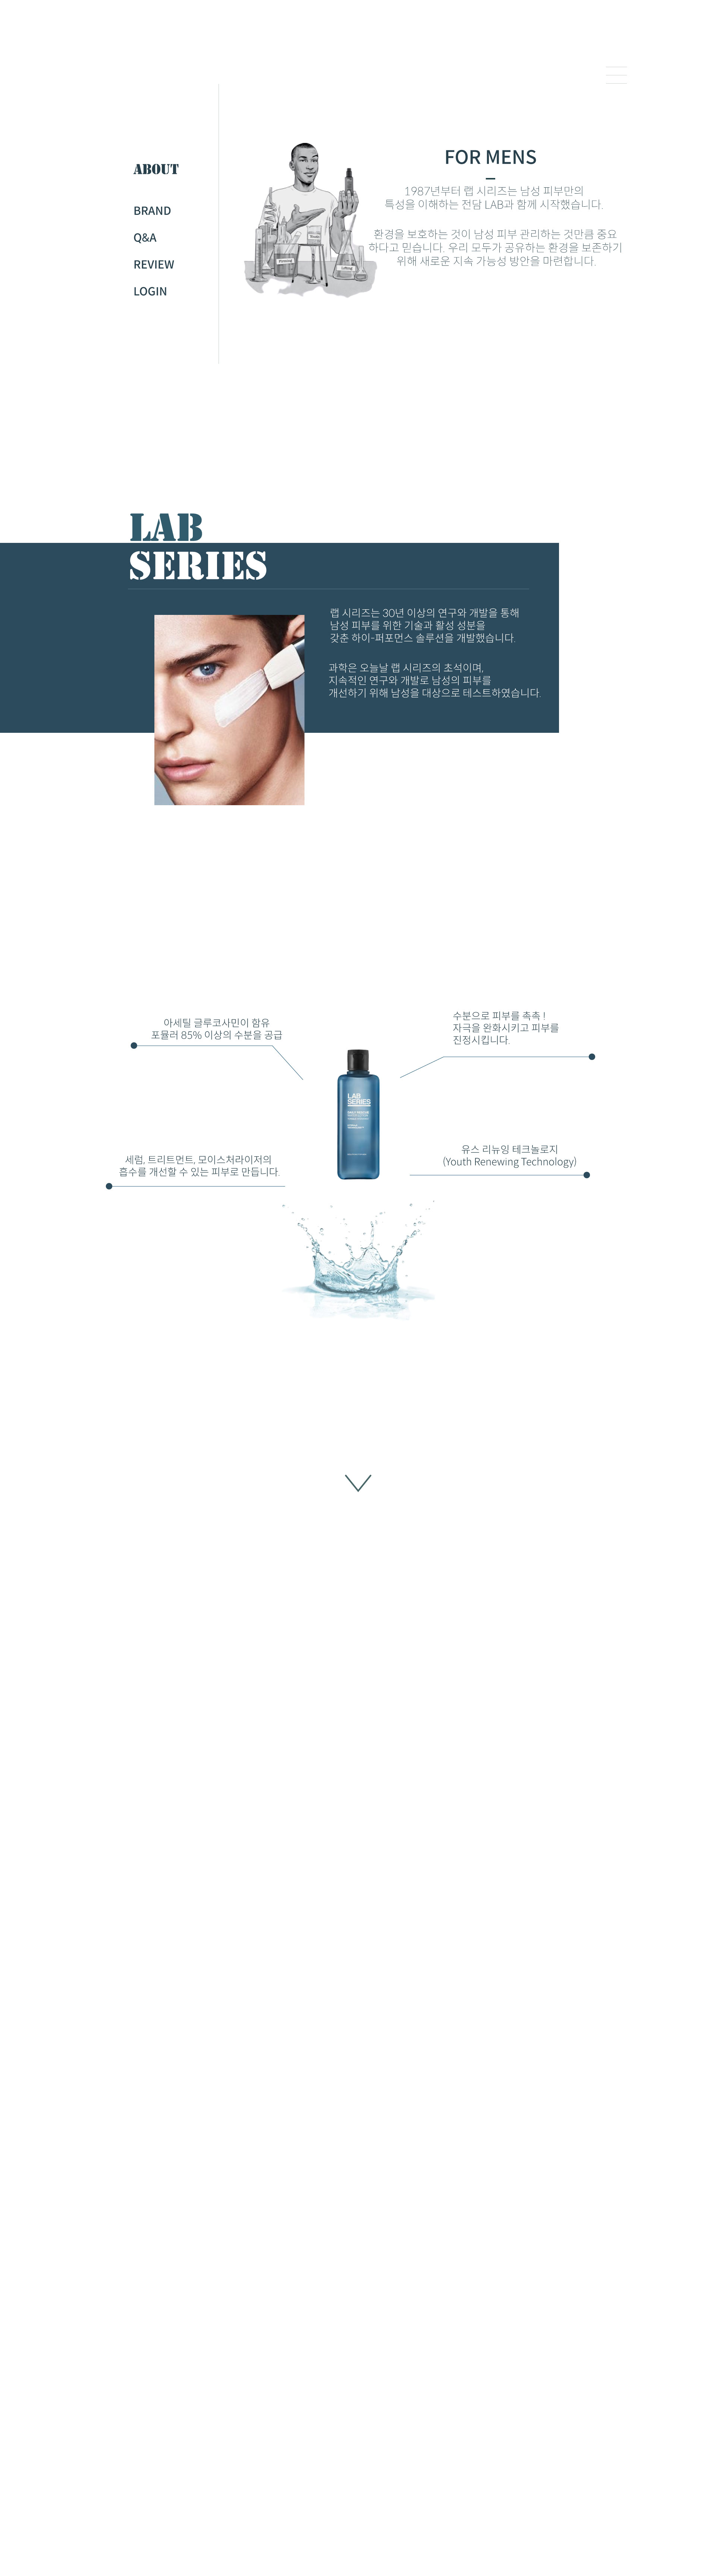 ABOUT
BRAND
Q&A
REVIEW
LOGIN
FOR MENS
1987년부터 랩 시리즈는 남성 피부만의
특성을 이해하는 전담 LAB과 함께 시작했습니다.
환경을 보호하는 것이 남성 피부 관리하는 것만큼 중요
하다고 믿습니다. 우리 모두가 공유하는 환경을 보존하기
위해 새로운 지속 가능성 방안을 마련합니다.
LAB
SERIES
랩 시리즈는 30년 이상의 연구와 개발을 통해
남성 피부를 위한 기술과 활성 성분을
갖춘 하이-퍼포먼스 솔루션을 개발했습니다.
과학은 오늘날 랩 시리즈의 초석이며,
지속적인 연구와 개발로 남성의 피부를
개선하기 위해 남성을 대상으로 테스트하였습니다.
아세틸 글루코사민이 함유
포뮬러 85% 이상의 수분을 공급
수분으로 피부를 촉촉 !
자극을 완화시키고 피부를
진정시킵니다.
LAB
SERIES
세럼, 트리트먼트, 모이스처라이저의
흡수를 개선할 수 있는 피부로 만듭니다.
유스 리뉴잉 테크놀로지
(Youth Renewing Technology)